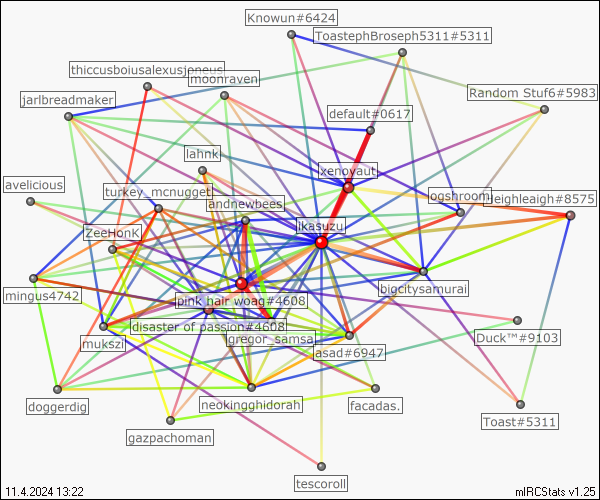 Knowun#6424
ToastephBroseph5311#5311
thiccusboiusalexusjoneus
moonraven
Random Stuf6#5983
jarlbreadmaker
default#0617
lahnk
xenoyaut
avelicious
turkey_mcnugget
andnewbees
ogshroom
leighleaigh#8575
ZeeHonK
ikasuzu
mingus4742
pink hair woag#4608
bigcitysamurai
disaster of passion#4608
mukszi
gregor_samsa
asad#6947
Duck™#9103
doggerdig
neokingghidorah
facadas.
Toast#5311
gazpachoman
tescoroll
11.4.2024 13:22
mIRCStats v1.25